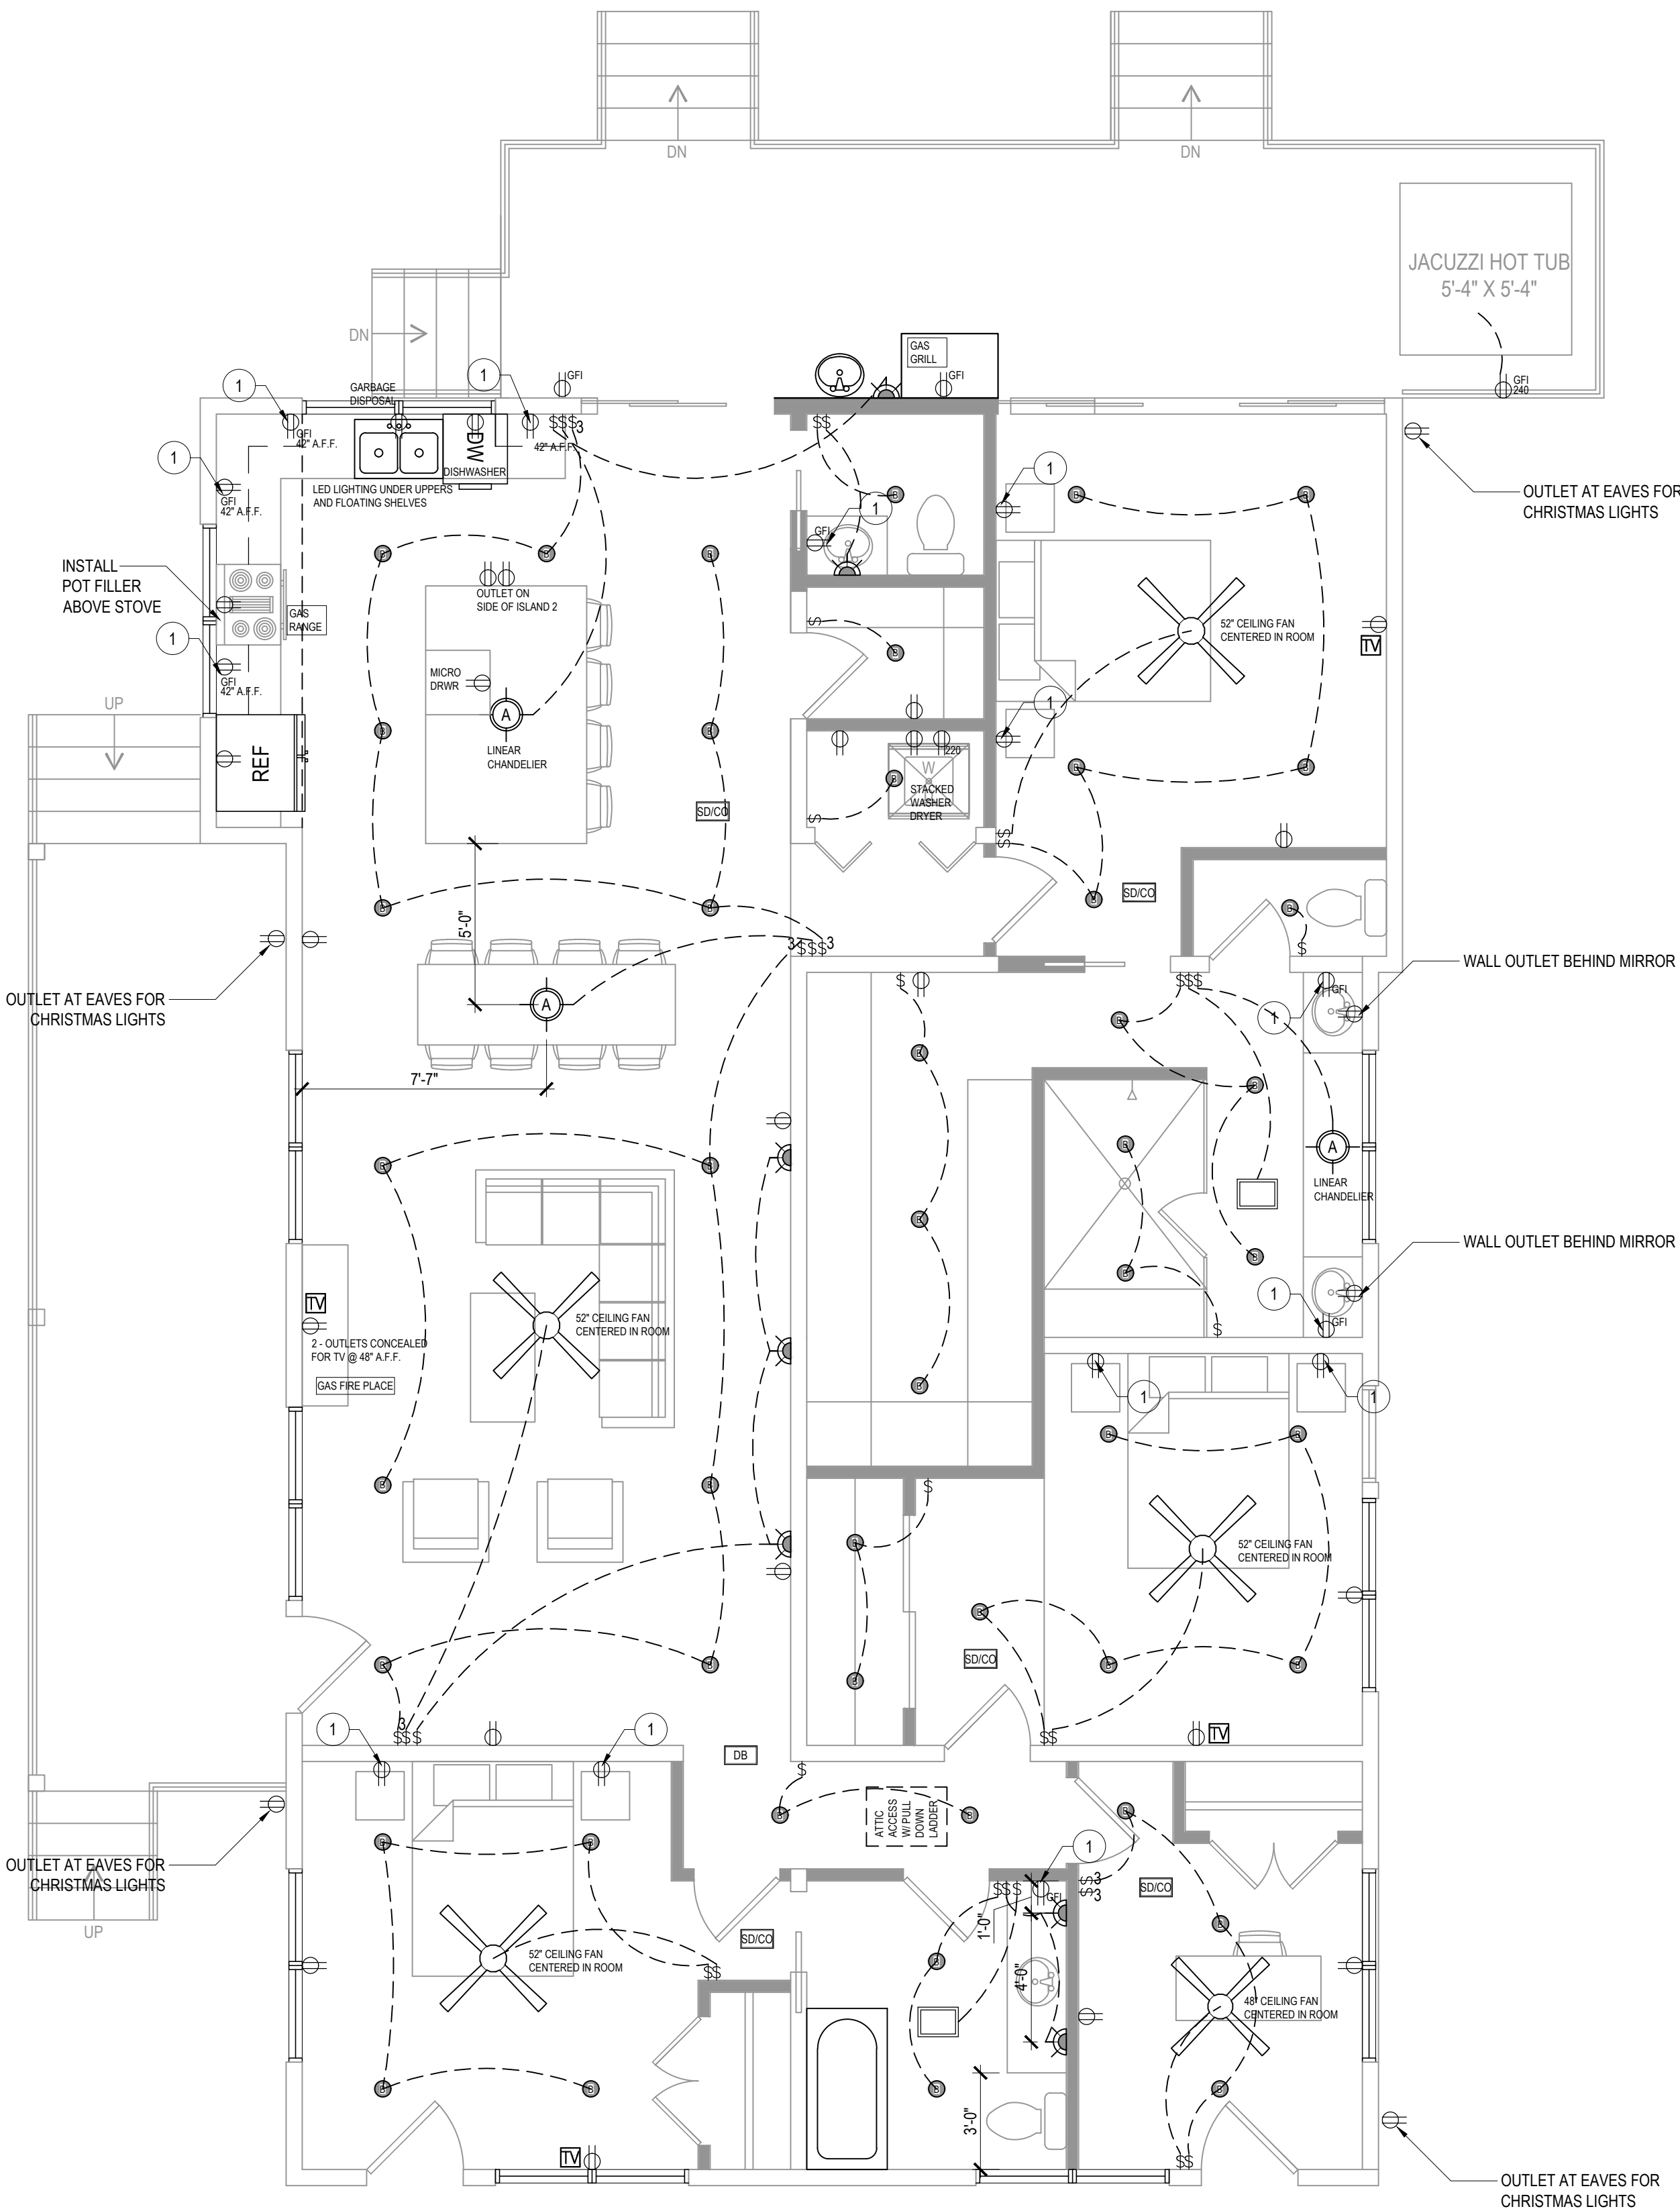 DN
DN
JACUZZI HOT TUB
5'-4" X 5'-4"
DN
GAS
GRILL
GFI
GFI
GFI
240
1
1
GARBAGE
DISPOSAL
GFI
42" A.F.F.
$$$3
42" A.F.F.
$$
DW
DISHWASHER
LED LIGHTING UNDER UPPERS
AND FLOATING SHELVES
1
GFI
42" A.F.F.
1
1
GFI
B
B
B
OUTLET AT EAVES FOR
CHRISTMAS LIGHTS
INSTALL
POT FILLER
ABOVE STOVE
B
B
B
OUTLET ON
SIDE OF ISLAND 2
GAS
RANGE
1
GFI
42" A.F.F.
$
B
52" CEILING FAN
CENTERED IN ROOM
TV
MICRO
DRWR
A
LINEAR
CHANDELIER
1
UP
B
B
REF
220
W
B
STACKED
WASHER
DRYER
$
B
B
SD/CO
$$
B
SD/CO
B
B
B
$
5'-0"
3$$$3
OUTLET AT EAVES FOR
CHRISTMAS LIGHTS
A
7'-7"
$
$$$
GFI
1
WALL OUTLET BEHIND MIRROR
B
B
B
B
B
B
B
A
LINEAR
CHANDELIER
B
B
B
WALL OUTLET BEHIND MIRROR
1
GFI
$
TV
52" CEILING FAN
CENTERED IN ROOM
2 - OUTLETS CONCEALED
FOR TV @ 48" A.F.F.
GAS FIRE PLACE
B
1
1
B
B
B
B
$
B
52" CEILING FAN
CENTERED IN ROOM
B
SD/CO
B
B
B
B
B
3
$$$
$$
TV
1
1
DB
$
B
B
ATTIC
ACCESS
W/ PULL
DOWN
LADDER
B
OUTLET AT EAVES FOR
CHRISTMAS LIGHTS
UP
B
B
1
$$$
GFI
$3
$3
SD/CO
B
1'-0"
SD/CO
52" CEILING FAN
CENTERED IN ROOM
$$
B
4'-0"
48" CEILING FAN
CENTERED IN ROOM
B
B
B
B
3'-0"
TV
$$
OUTLET AT EAVES FOR
CHRISTMAS LIGHTS